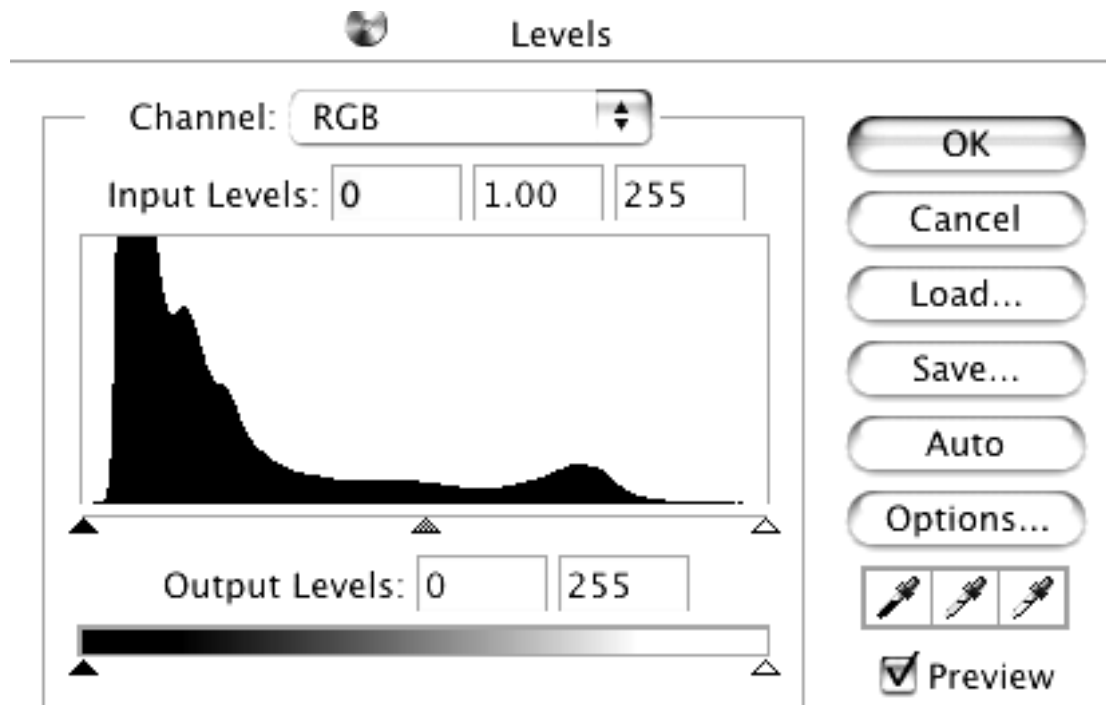 Levels
Channel: RGB
OK
Input Levels: 0 1.00 255
Cancel
Load...
Save...
Auto
Options...
Output Levels: 0 255
Preview